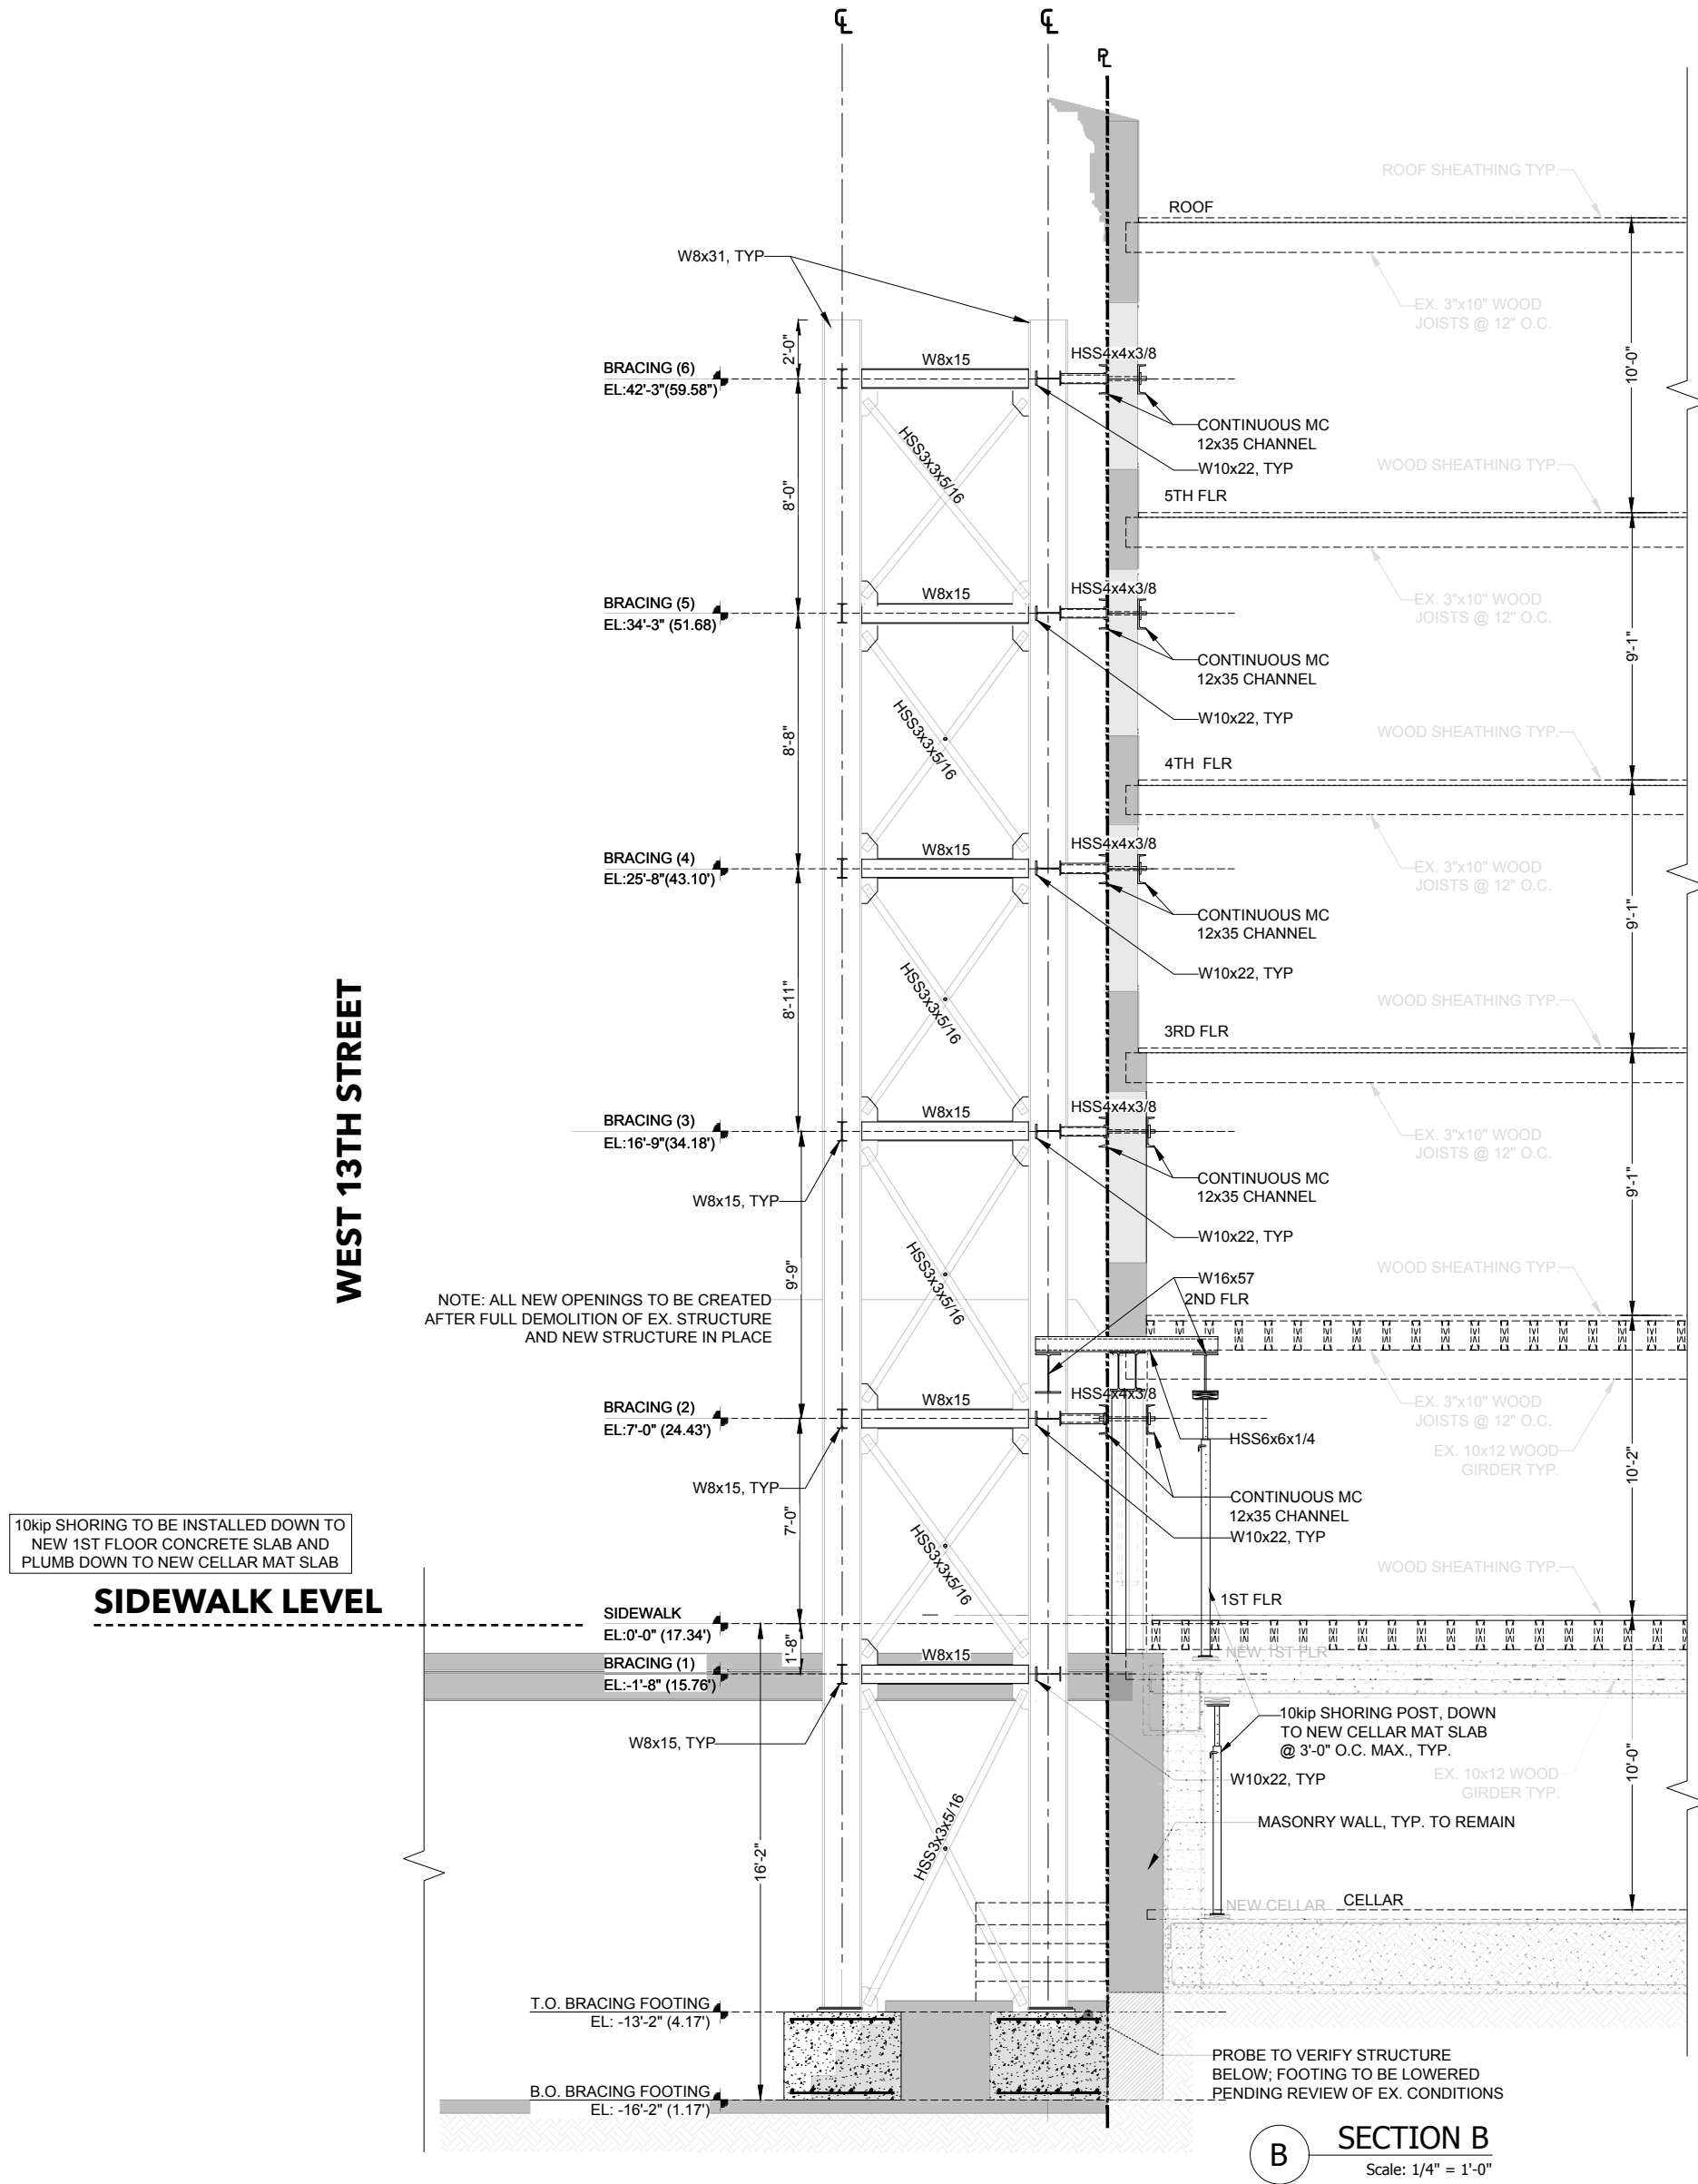 ℄
℄
PL
ROOF SHEATHING TYP.
ROOF
W8x31, TYP
EX. 3"x10" WOOD
JOISTS @ 12" O.C.
2'-0"
10'-0"
W8x15
HSS4x4x3/8
BRACING (6)
EL:42'-3"(59.58")
HSS3x3x5/16
CONTINUOUS MC
12x35 CHANNEL
W10x22, TYP
WOOD SHEATHING TYP.
5TH FLR
8'-0"
W8x15
HSS4x4x3/8
BRACING (5)
EL:34'-3" (51.68)
EX. 3"x10" WOOD
JOISTS @ 12" O.C.
9'-1"
CONTINUOUS MC
12x35 CHANNEL
W10x22, TYP
HSS3x3x5/16
8'-8"
WOOD SHEATHING TYP.
4TH FLR
W8x15
HSS4x4x3/8
BRACING (4)
EL:25'-8"(43.10')
EX. 3"x10" WOOD
JOISTS @ 12" O.C.
9'-1"
CONTINUOUS MC
12x35 CHANNEL
W10x22, TYP
HSS3x3x5/16
8'-11"
WOOD SHEATHING TYP.
3RD FLR
W8x15
HSS4x4x3/8
BRACING (3)
EL:16'-9"(34.18')
EX. 3"x10" WOOD
JOISTS @ 12" O.C.
9'-1"
CONTINUOUS MC
12x35 CHANNEL
W8x15, TYP
W10x22, TYP
WEST 13TH STREET
HSS3x3x5/16
9'-9"
WOOD SHEATHING TYP.
W16x57
2ND FLR
NOTE: ALL NEW OPENINGS TO BE CREATED
AFTER FULL DEMOLITION OF EX. STRUCTURE
AND NEW STRUCTURE IN PLACE
W8x15
HSS4x4x3/8
BRACING (2)
EL:7'-0" (24.43')
EX. 3"x10" WOOD
JOISTS @ 12" O.C.
HSS6x6x1/4
EX. 10x12 WOOD
GIRDER TYP.
10'-2"
W8x15, TYP
CONTINUOUS MC
12x35 CHANNEL
W10x22, TYP
7'-0"
HSS3x3x5/16
10kip SHORING TO BE INSTALLED DOWN TO
NEW 1ST FLOOR CONCRETE SLAB AND
PLUMB DOWN TO NEW CELLAR MAT SLAB
WOOD SHEATHING TYP.
SIDEWALK LEVEL
1ST FLR
SIDEWALK
EL:0'-0" (17.34')
1'-8"
W8x15
NEW 1ST FLR
BRACING (1)
EL:-1'-8" (15.76')
10kip SHORING POST, DOWN
TO NEW CELLAR MAT SLAB
@ 3'-0" O.C. MAX., TYP.
W8x15, TYP
W10x22, TYP
EX. 10x12 WOOD
GIRDER TYP.
10'-0"
MASONRY WALL, TYP. TO REMAIN
HSS3x3x5/16
16'-2"
NEW CELLAR
CELLAR
T.O. BRACING FOOTING
EL: -13'-2" (4.17')
PROBE TO VERIFY STRUCTURE
BELOW; FOOTING TO BE LOWERED
PENDING REVIEW OF EX. CONDITIONS
B.O. BRACING FOOTING
EL: -16'-2" (1.17')
B
SECTION B
Scale: 1/4" = 1'-0"